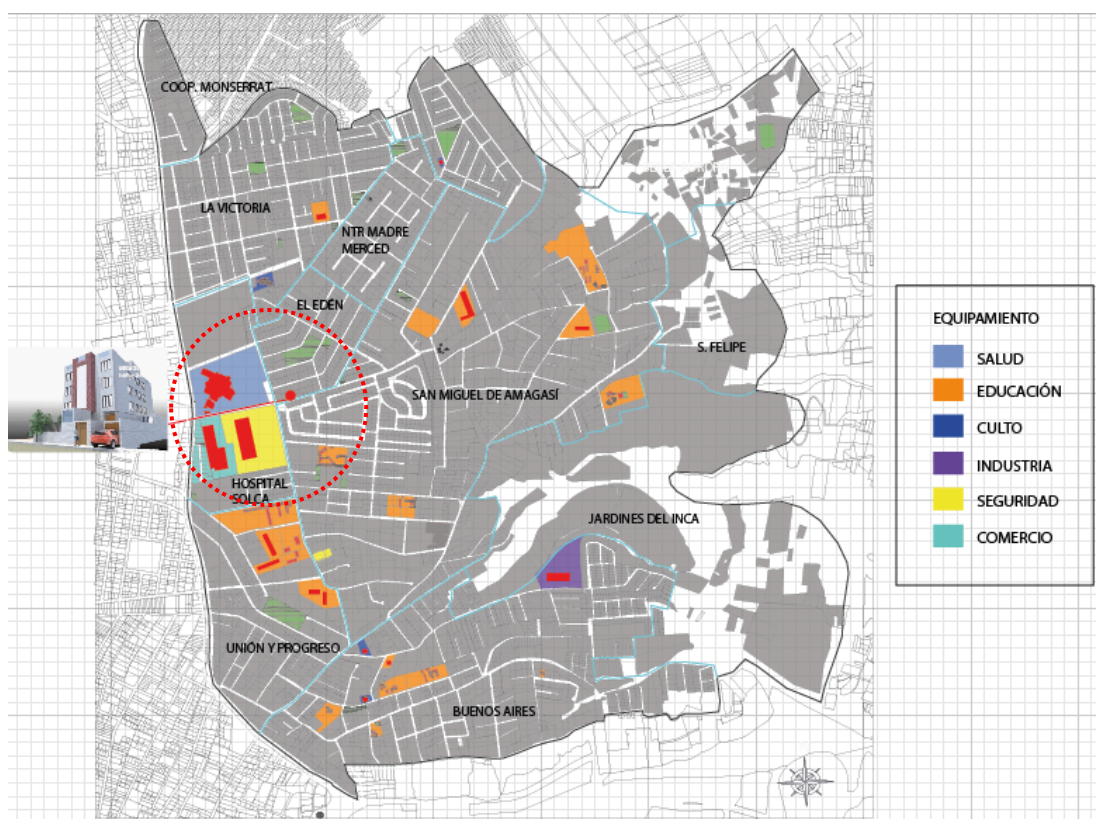 COOP. MONSERRAT
LA VICTORIA
NTR MADRE
MERCED
EL EDÉN
SAN MIGUEL DE AMAGASÍ
S. FELIPE
HOSPITAL
SOLCA
JARDINES DEL INCA
UNIÓN Y PROGRESO
BUENOS AIRES
EQUIPAMIENTO
SALUD
EDUCACIÓN
CULTO
INDUSTRIA
SEGURIDAD
COMERCIO